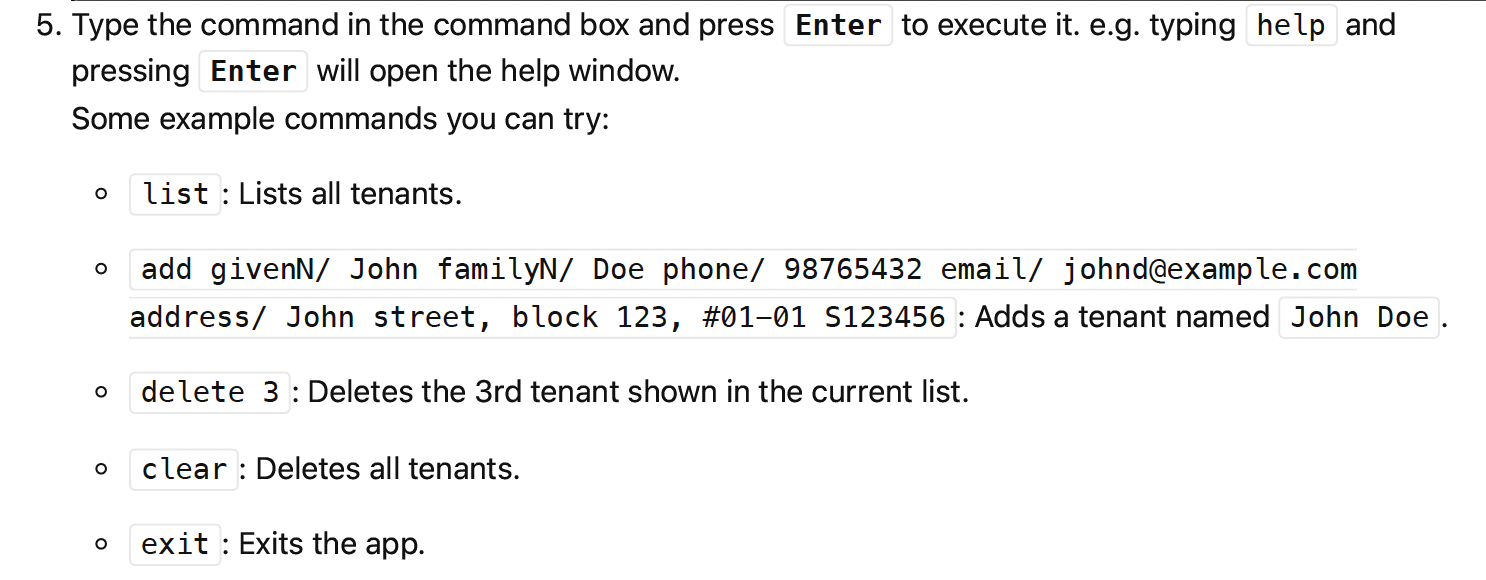 5. Type the command in the command box and press Enter to execute it. e.g. typing help and
pressing Enter will open the help window.
Some example commands you can try:
list : Lists all tenants.
add givenN/ John familyN/ Doe phone/ 98765432 email/ johnd@example.com
address/ John street, block 123, #01-01 S123456 : Adds a tenant named John Doe .
delete 3 : Deletes the 3rd tenant shown in the current list.
clear : Deletes all tenants.
exit : Exits the app.